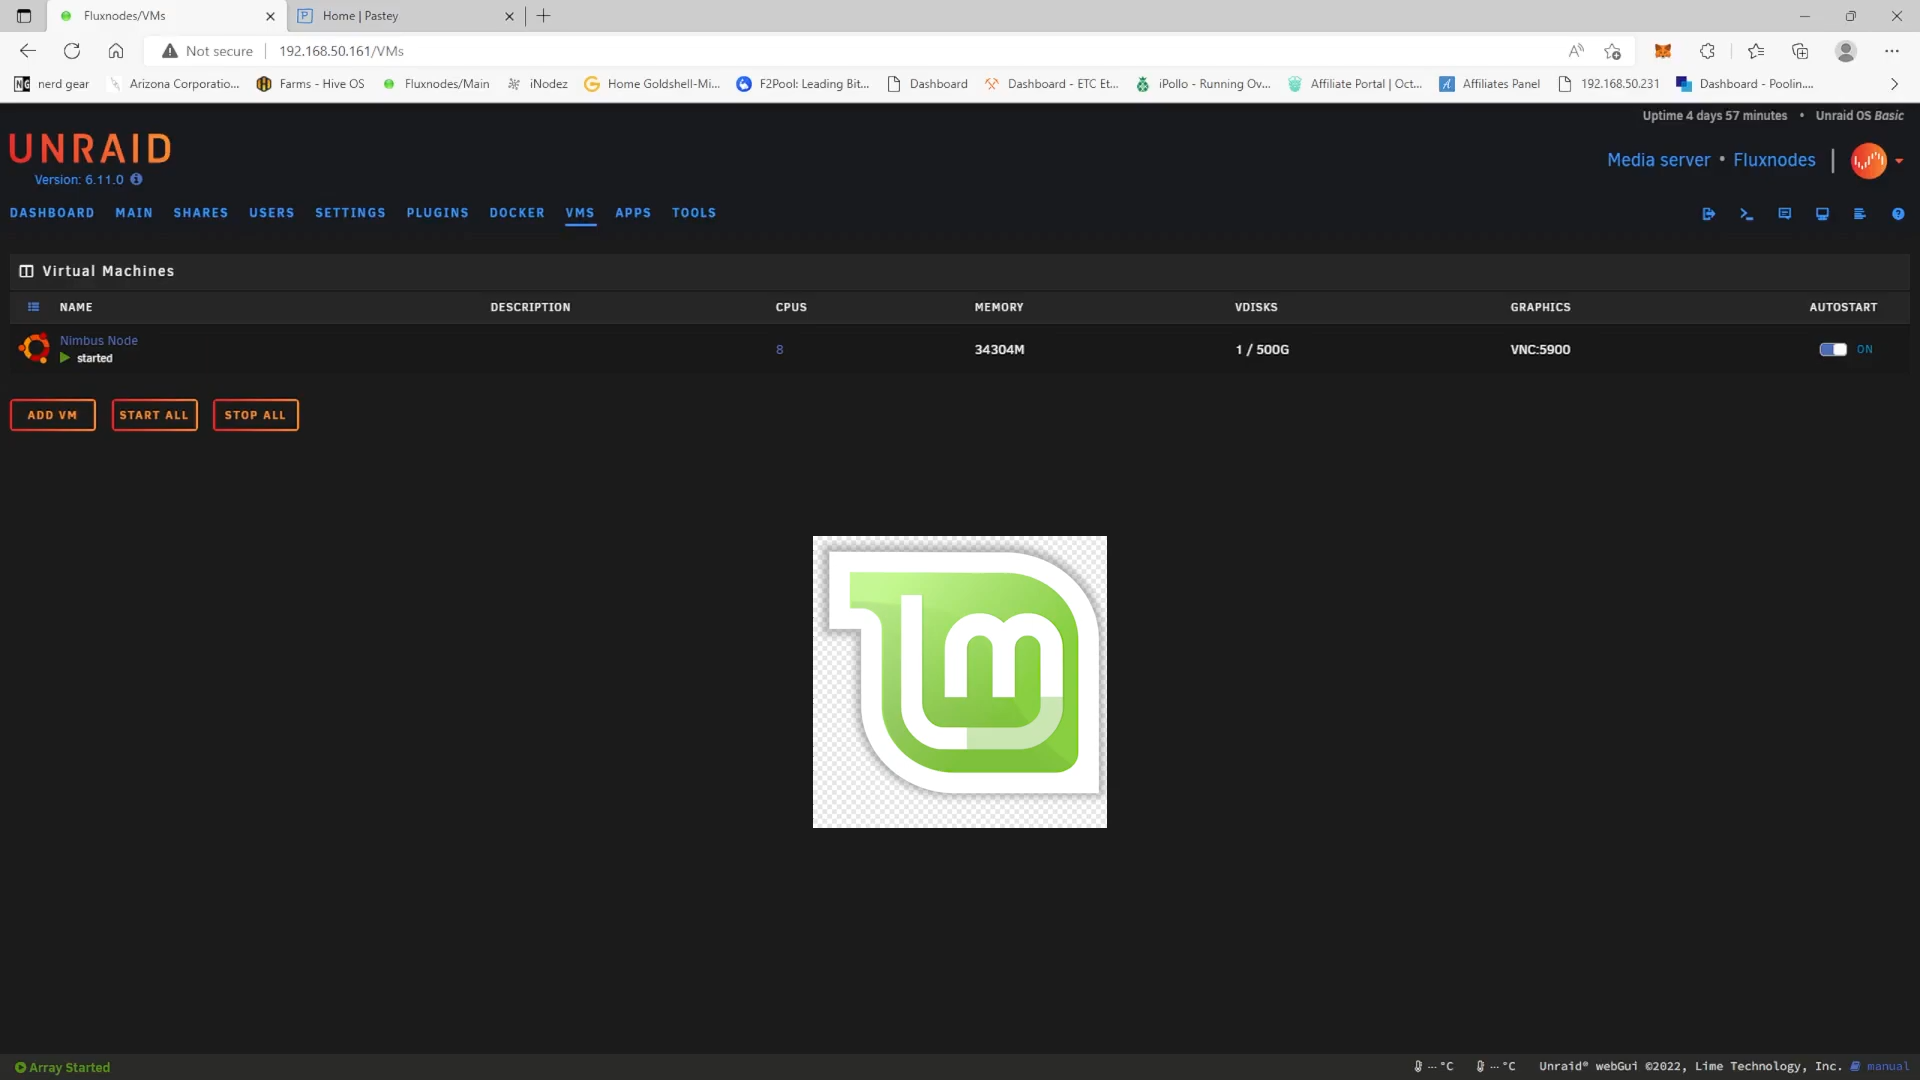 Fluxnodes/VMs
Home | Pastey
Not secure
192.168.50.161/VMs
nerd gear
Arizona Corporatio...
Farms - Hive OS
Fluxnodes/Main
iNodez
Home Goldshell-Mi...
F2Pool: Leading Bit...
Dashboard
Dashboard - ETC Et...
iPollo - Running Ov...
Affiliate Portal | Oct...
Affiliates Panel
192.168.50.231
Dashboard - Poolin....
Uptime 4 days 57 minutes • Unraid OS Basic
UNRAID
Media server • Fluxnodes
Version: 6.11.0
DASHBOARD MAIN SHARES USERS SETTINGS PLUGINS DOCKER VMS APPS TOOLS
Virtual Machines
NAME DESCRIPTION CPUS MEMORY VDISKS GRAPHICS AUTOSTART
Nimbus Node
started
8 34304M 1 / 500G VNC:5900 ON
ADD VM START ALL STOP ALL
lm
Array Started
-- °C -- °C Unraid® webGui ©2022, Lime Technology, Inc. manual